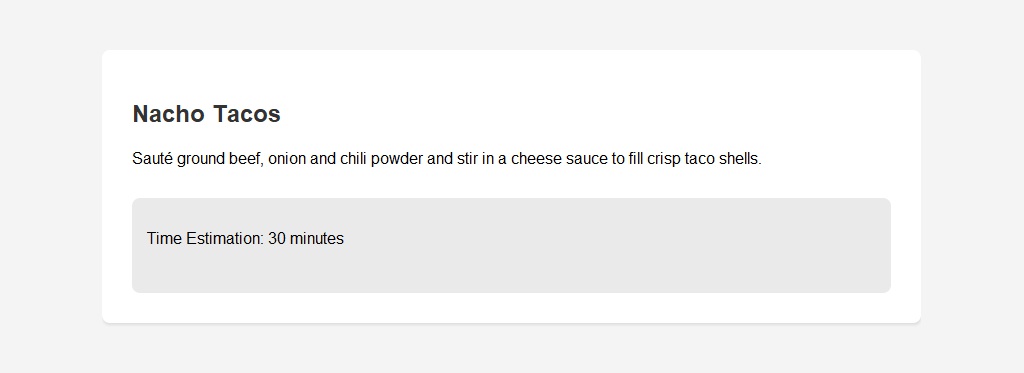 Nacho Tacos
Sauté ground beef, onion and chili powder and stir in a cheese sauce to fill crisp taco shells.
Time Estimation: 30 minutes